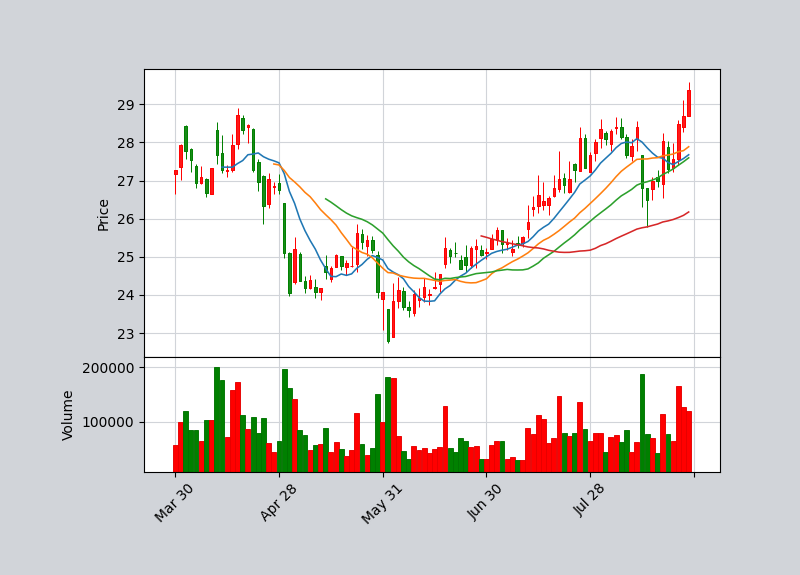 29
28
27
26
25
24
23
Price
200000
100000
Volume
Mar 30
Apr 28
May 31
Jun 30
Jul 28